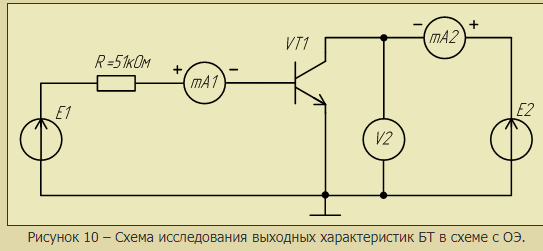 VT1
− mA2 +
R=51кОм
+ mA1 −
E1
V2
E2
Рисунок 10 – Схема исследования выходных характеристик БТ в схеме с ОЭ.